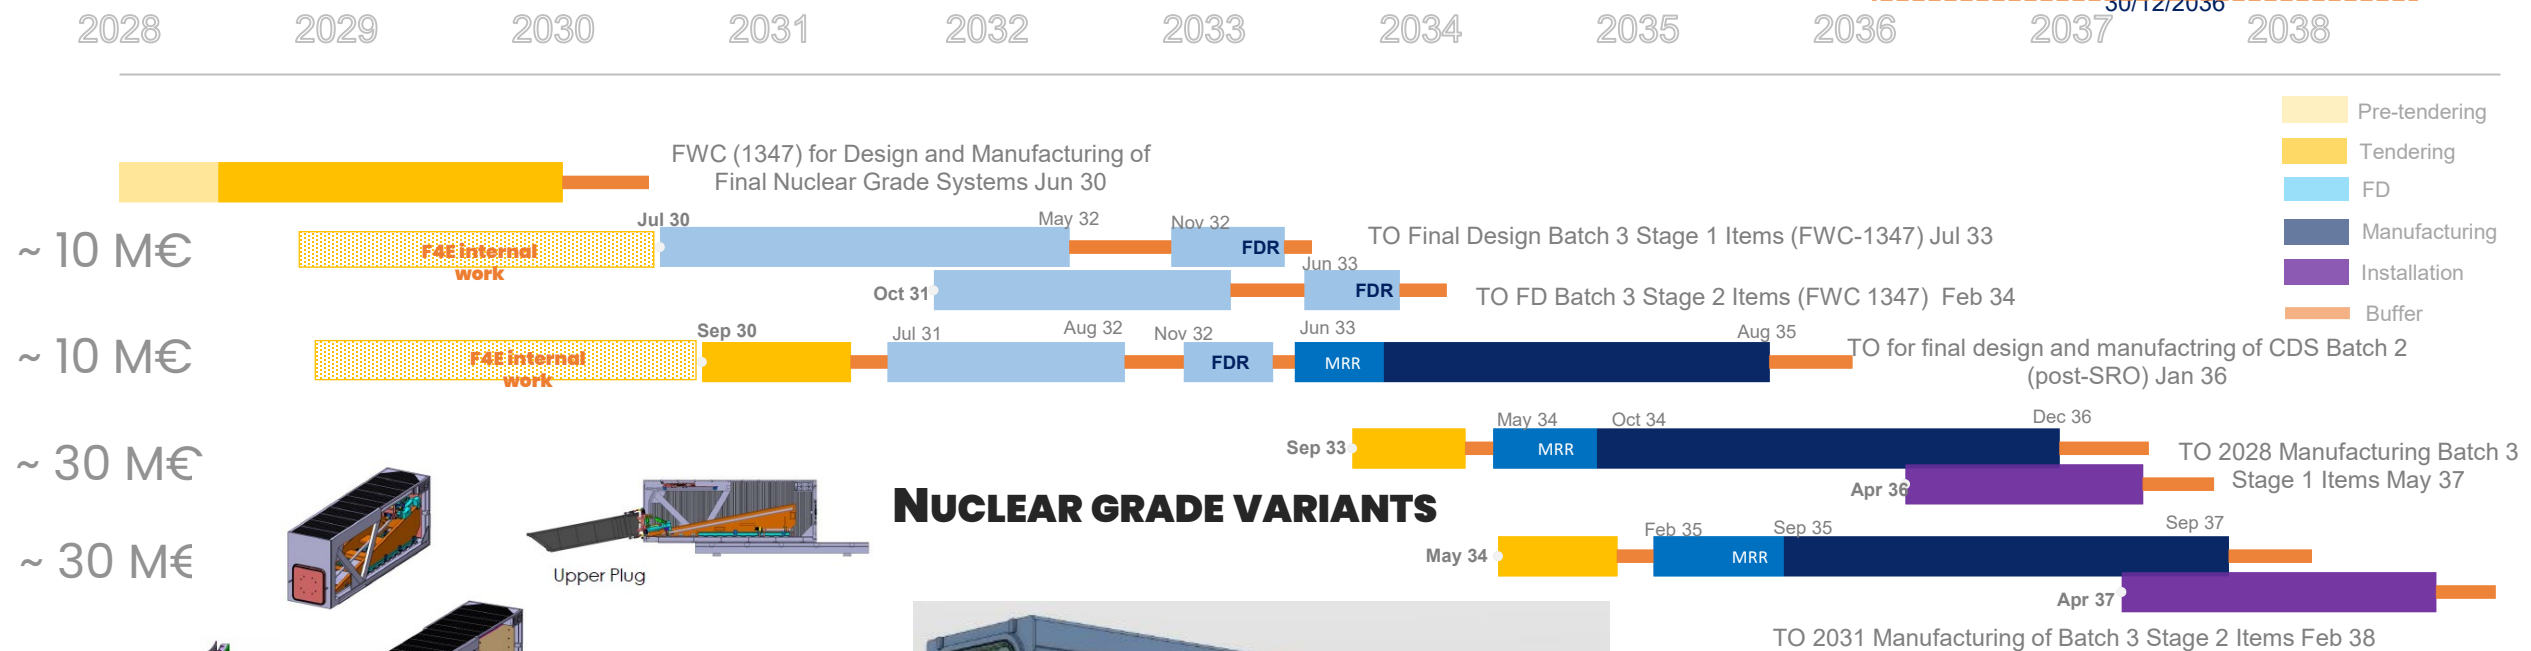 30/12/2036
2028 2029 2030 2031 2032 2033 2034 2035 2036 2037 2038
Pre-tendering
Tendering
FD
Manufacturing
Installation
Buffer
FWC (1347) for Design and Manufacturing of
Final Nuclear Grade Systems Jun 30
~ 10 M€
F4E internal
work
Jul 30
May 32
Nov 32
FDR
TO Final Design Batch 3 Stage 1 Items (FWC-1347) Jul 33
Oct 31
Jun 33
FDR
TO FD Batch 3 Stage 2 Items (FWC 1347) Feb 34
~ 10 M€
F4E internal
work
Sep 30
Jul 31
Aug 32
Nov 32
FDR
Jun 33
MRR
Aug 35
TO for final design and manufactring of CDS Batch 2
(post-SRO) Jan 36
~ 30 M€
Sep 33
May 34
MRR
Oct 34
Dec 36
TO 2028 Manufacturing Batch 3
Stage 1 Items May 37
Apr 36
NUCLEAR GRADE VARIANTS
Upper Plug
~ 30 M€
May 34
Feb 35
MRR
Sep 35
Sep 37
Apr 37
TO 2031 Manufacturing of Batch 3 Stage 2 Items Feb 38